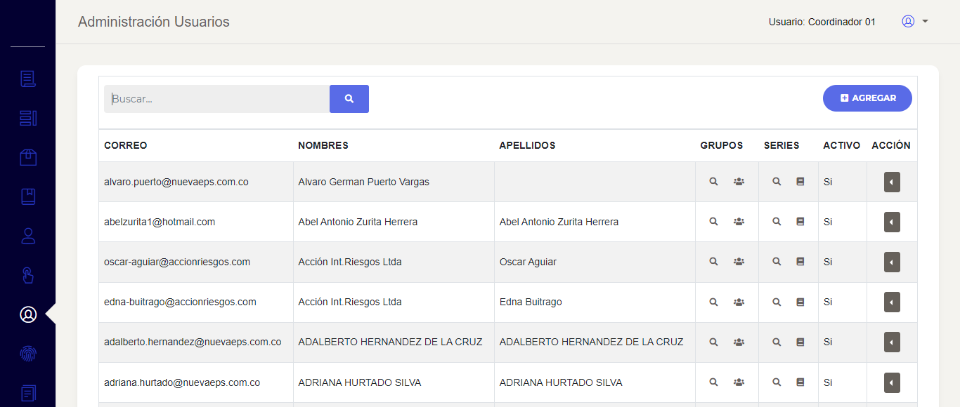 Administración Usuarios
Usuario: Coordinador 01
Buscar...
AGREGAR
CORREO NOMBRES APELLIDOS GRUPOS SERIES ACTIVO ACCIÓN
alvaro.puerto@nuevaeps.com.co Alvaro German Puerto Vargas Si
abelzurita1@hotmail.com Abel Antonio Zurita Herrera Abel Antonio Zurita Herrera Si
oscar-aguiar@accionriesgos.com Acción Int.Riesgos Ltda Oscar Aguiar Si
edna-buitrago@accionriesgos.com Acción Int.Riesgos Ltda Edna Buitrago Si
adalberto.hernandez@nuevaeps.com.co ADALBERTO HERNANDEZ DE LA CRUZ ADALBERTO HERNANDEZ DE LA CRUZ Si
adriana.hurtado@nuevaeps.com.co ADRIANA HURTADO SILVA ADRIANA HURTADO SILVA Si